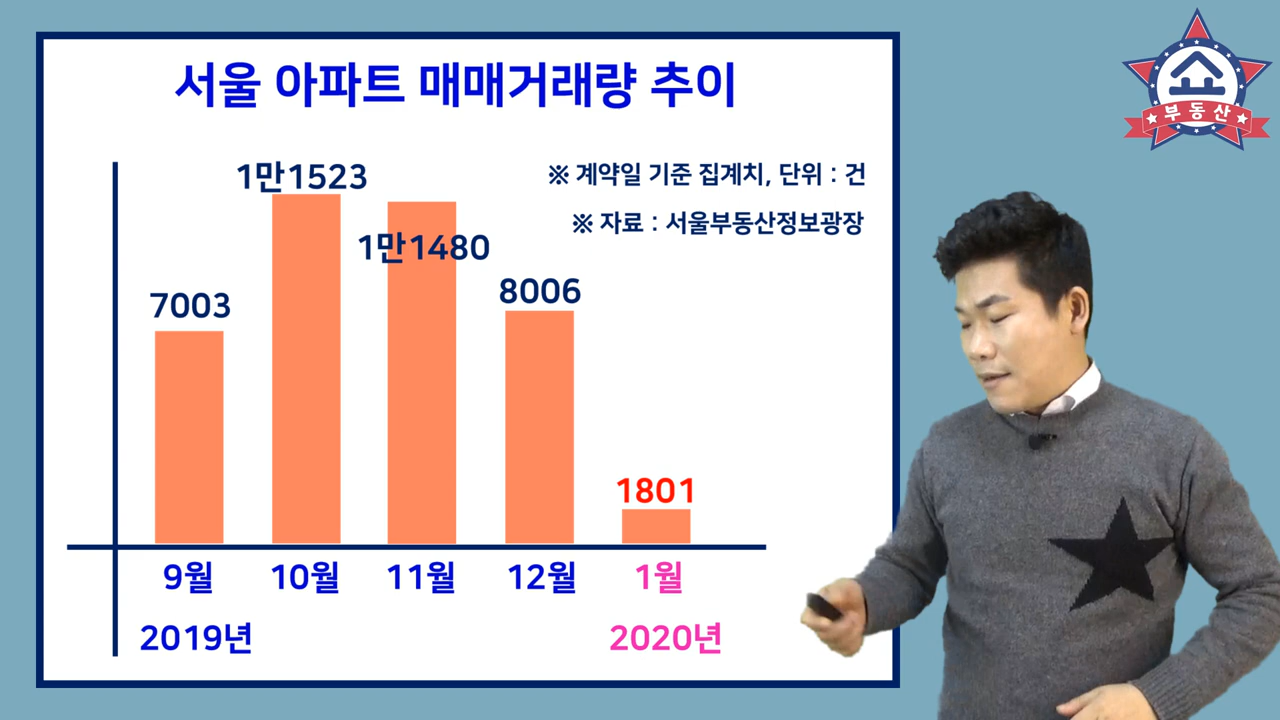 서울 아파트 매매거래량 추이
※ 계약일 기준 집계치, 단위 : 건
※ 자료 : 서울부동산정보광장
7003
1만1523
1만1480
8006
1801
9월 10월 11월 12월 1월
2019년 2020년
쇼
부동산